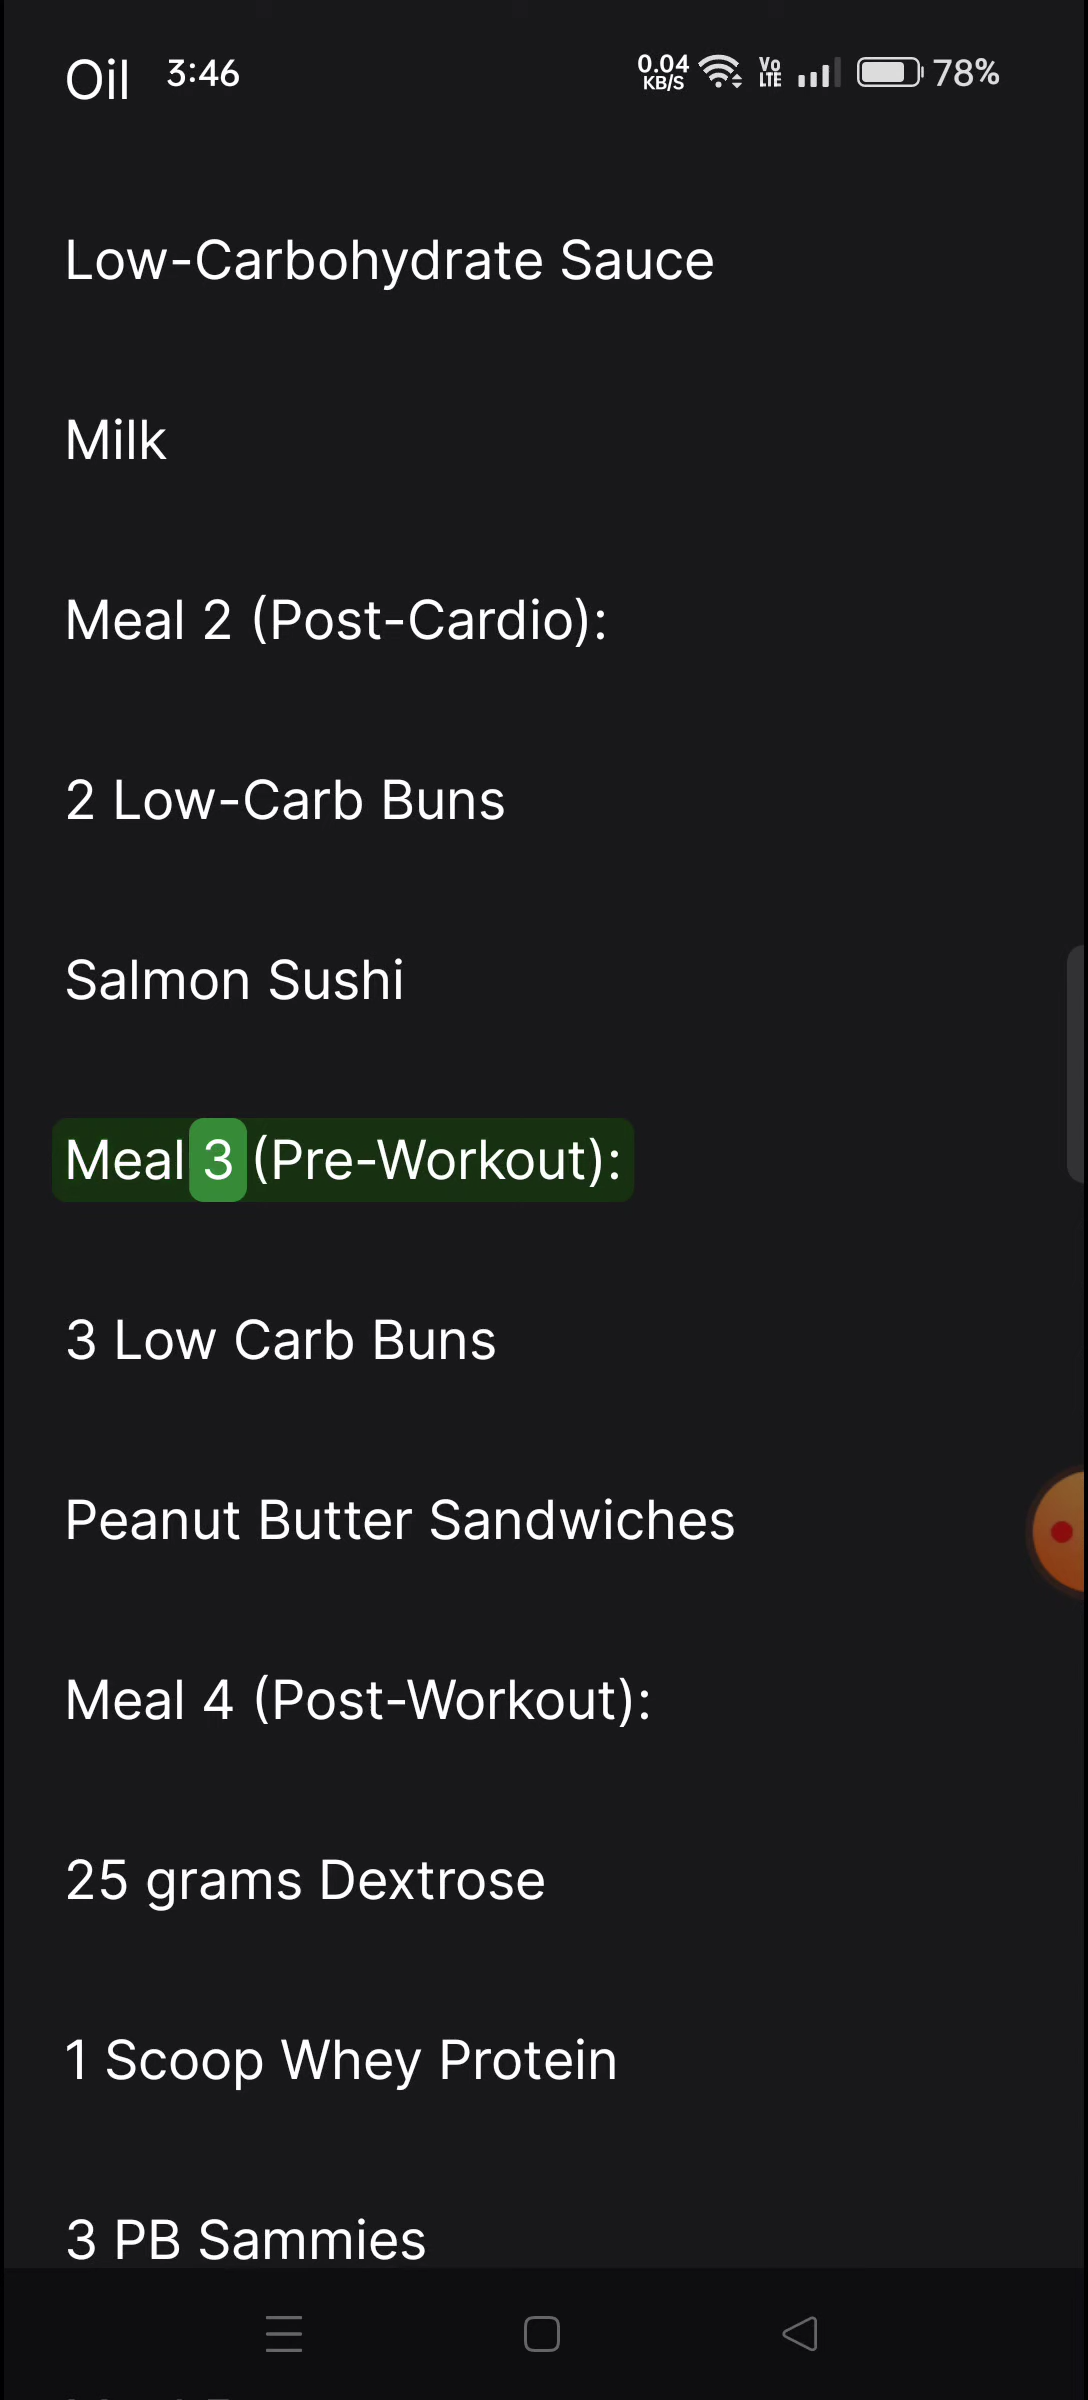 Oil 3:46 0.04 KB/S Vo LTE 78%
Low-Carbohydrate Sauce
Milk
Meal 2 (Post-Cardio):
2 Low-Carb Buns
Salmon Sushi
Meal 3 (Pre-Workout):
3 Low Carb Buns
Peanut Butter Sandwiches
Meal 4 (Post-Workout):
25 grams Dextrose
1 Scoop Whey Protein
3 PB Sammies